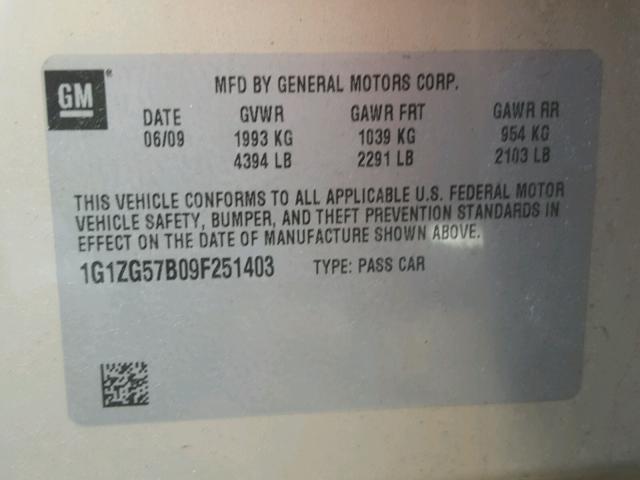 GM ®
MFD BY GENERAL MOTORS CORP.
DATE GVWR GAWR FRT GAWR RR
06/09 1993 KG 1039 KG 954 KG
4394 LB 2291 LB 2103 LB
THIS VEHICLE CONFORMS TO ALL APPLICABLE U.S. FEDERAL MOTOR
VEHICLE SAFETY, BUMPER, AND THEFT PREVENTION STANDARDS IN
EFFECT ON THE DATE OF MANUFACTURE SHOWN ABOVE.
1G1ZG57B09F251403 TYPE: PASS CAR